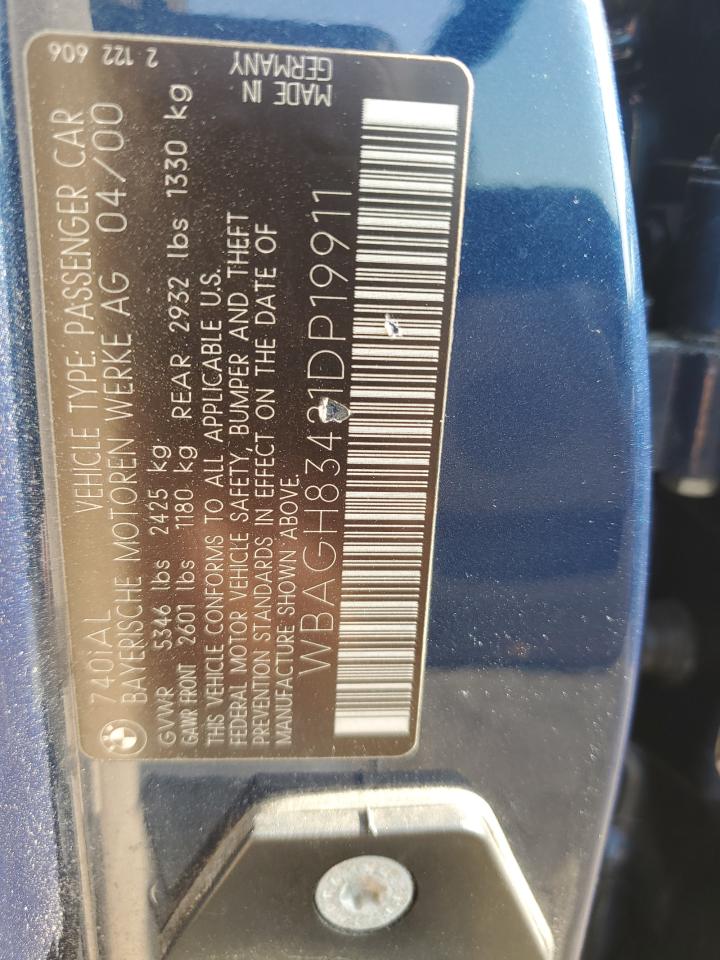 740iAL VEHICLE TYPE: PASSENGER CAR 2 122 606
BAYERISCHE MOTOREN WERKE AG 04/00
GVWR 5346 lbs 2425 kg
GAWR FRONT 2601 lbs 1180 kg REAR 2932 lbs 1330 kg
THIS VEHICLE CONFORMS TO ALL APPLICABLE U.S.
FEDERAL MOTOR VEHICLE SAFETY, BUMPER AND THEFT
PREVENTION STANDARDS IN EFFECT ON THE DATE OF
MANUFACTURE SHOWN ABOVE.
MADE IN
GERMANY
WBAGH83421DP19911